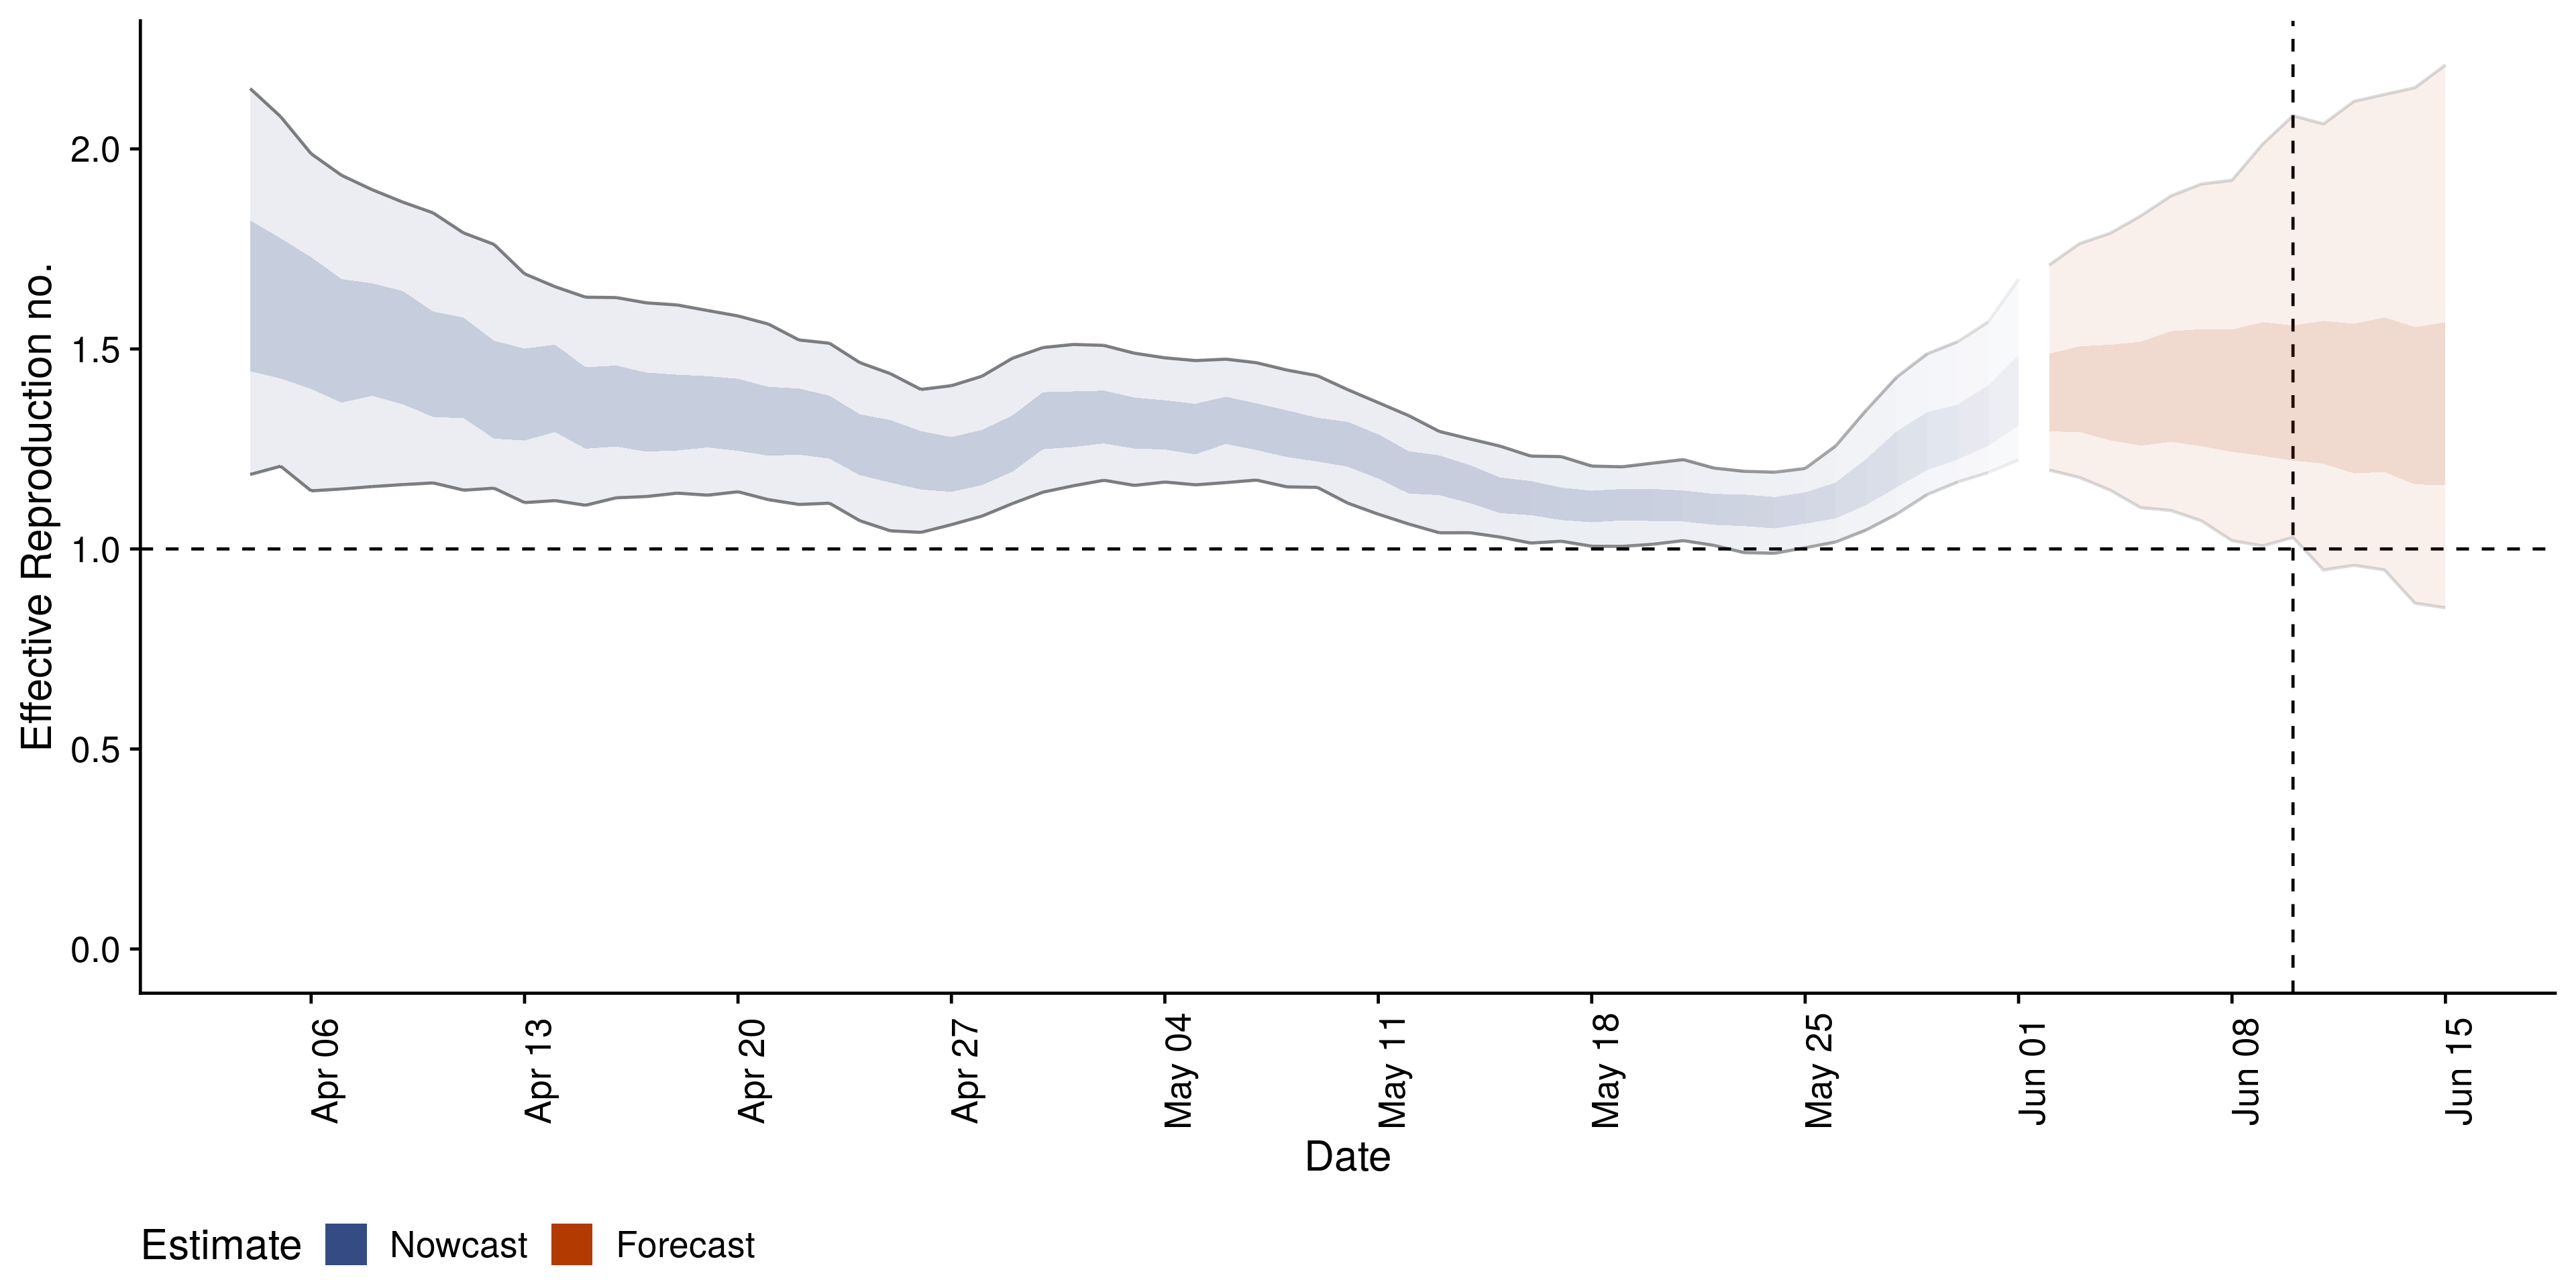 Effective Reproduction no.
2.0
1.5
1.0
0.5
0.0
Apr 06
Apr 13
Apr 20
Apr 27
May 04
May 11
May 18
May 25
Jun 01
Jun 08
Jun 15
Date
Estimate Nowcast Forecast